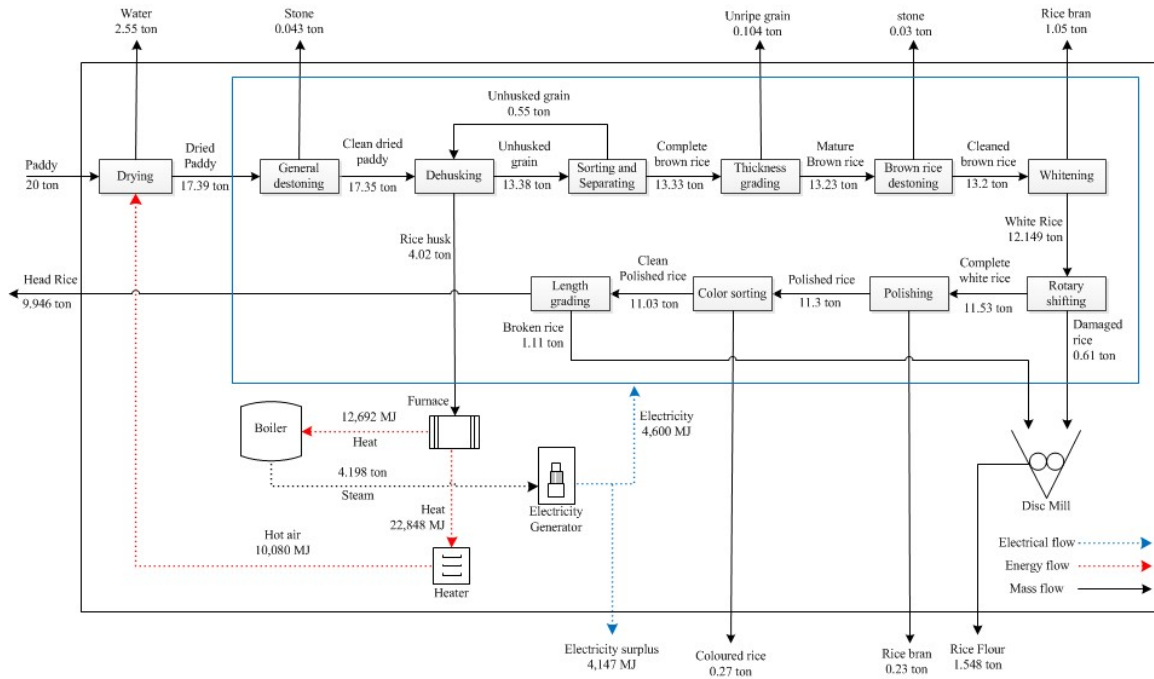 Water
2.55 ton
Stone
0.043 ton
Unripe grain
0.104 ton
stone
0.03 ton
Rice bran
1.05 ton
Unhusked grain
0.55 ton
Paddy
20 ton
Drying
Dried
Paddy
17.39 ton
General
destoning
Clean dried
paddy
17.35 ton
Dehusking
Unhusked
grain
13.38 ton
Sorting and
Separating
Complete
brown rice
13.33 ton
Thickness
grading
Mature
Brown rice
13.23 ton
Brown rice
destoning
Cleaned
brown rice
13.2 ton
Whitening
Rice husk
4.02 ton
White Rice
12.149 ton
Head Rice
9.946 ton
Length
grading
Clean
Polished rice
11.03 ton
Color sorting
Polished rice
11.3 ton
Polishing
Complete
white rice
11.53 ton
Rotary
shifting
Broken rice
1.11 ton
Damaged
rice
0.61 ton
Furnace
Boiler
12,692 MJ
Heat
Electricity
4,600 MJ
4.198 ton
Steam
Electricity
Generator
Heat
22,848 MJ
Hot air
10,080 MJ
Heater
Disc Mill
Electrical flow
Energy flow
Mass flow
Electricity surplus
4,147 MJ
Coloured rice
0.27 ton
Rice bran
0.23 ton
Rice Flour
1.548 ton